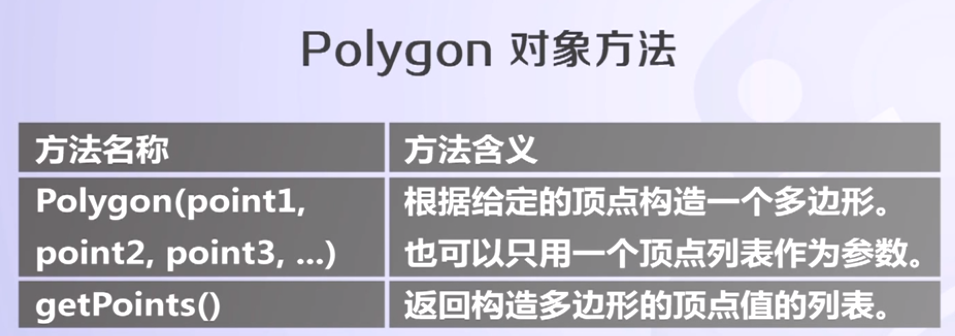 Polygon 对象方法
方法名称 方法含义
Polygon(point1, 根据给定的顶点构造一个多边形。
point2, point3, ...) 也可以只用一个顶点列表作为参数。
getPoints() 返回构造多边形的顶点值的列表。